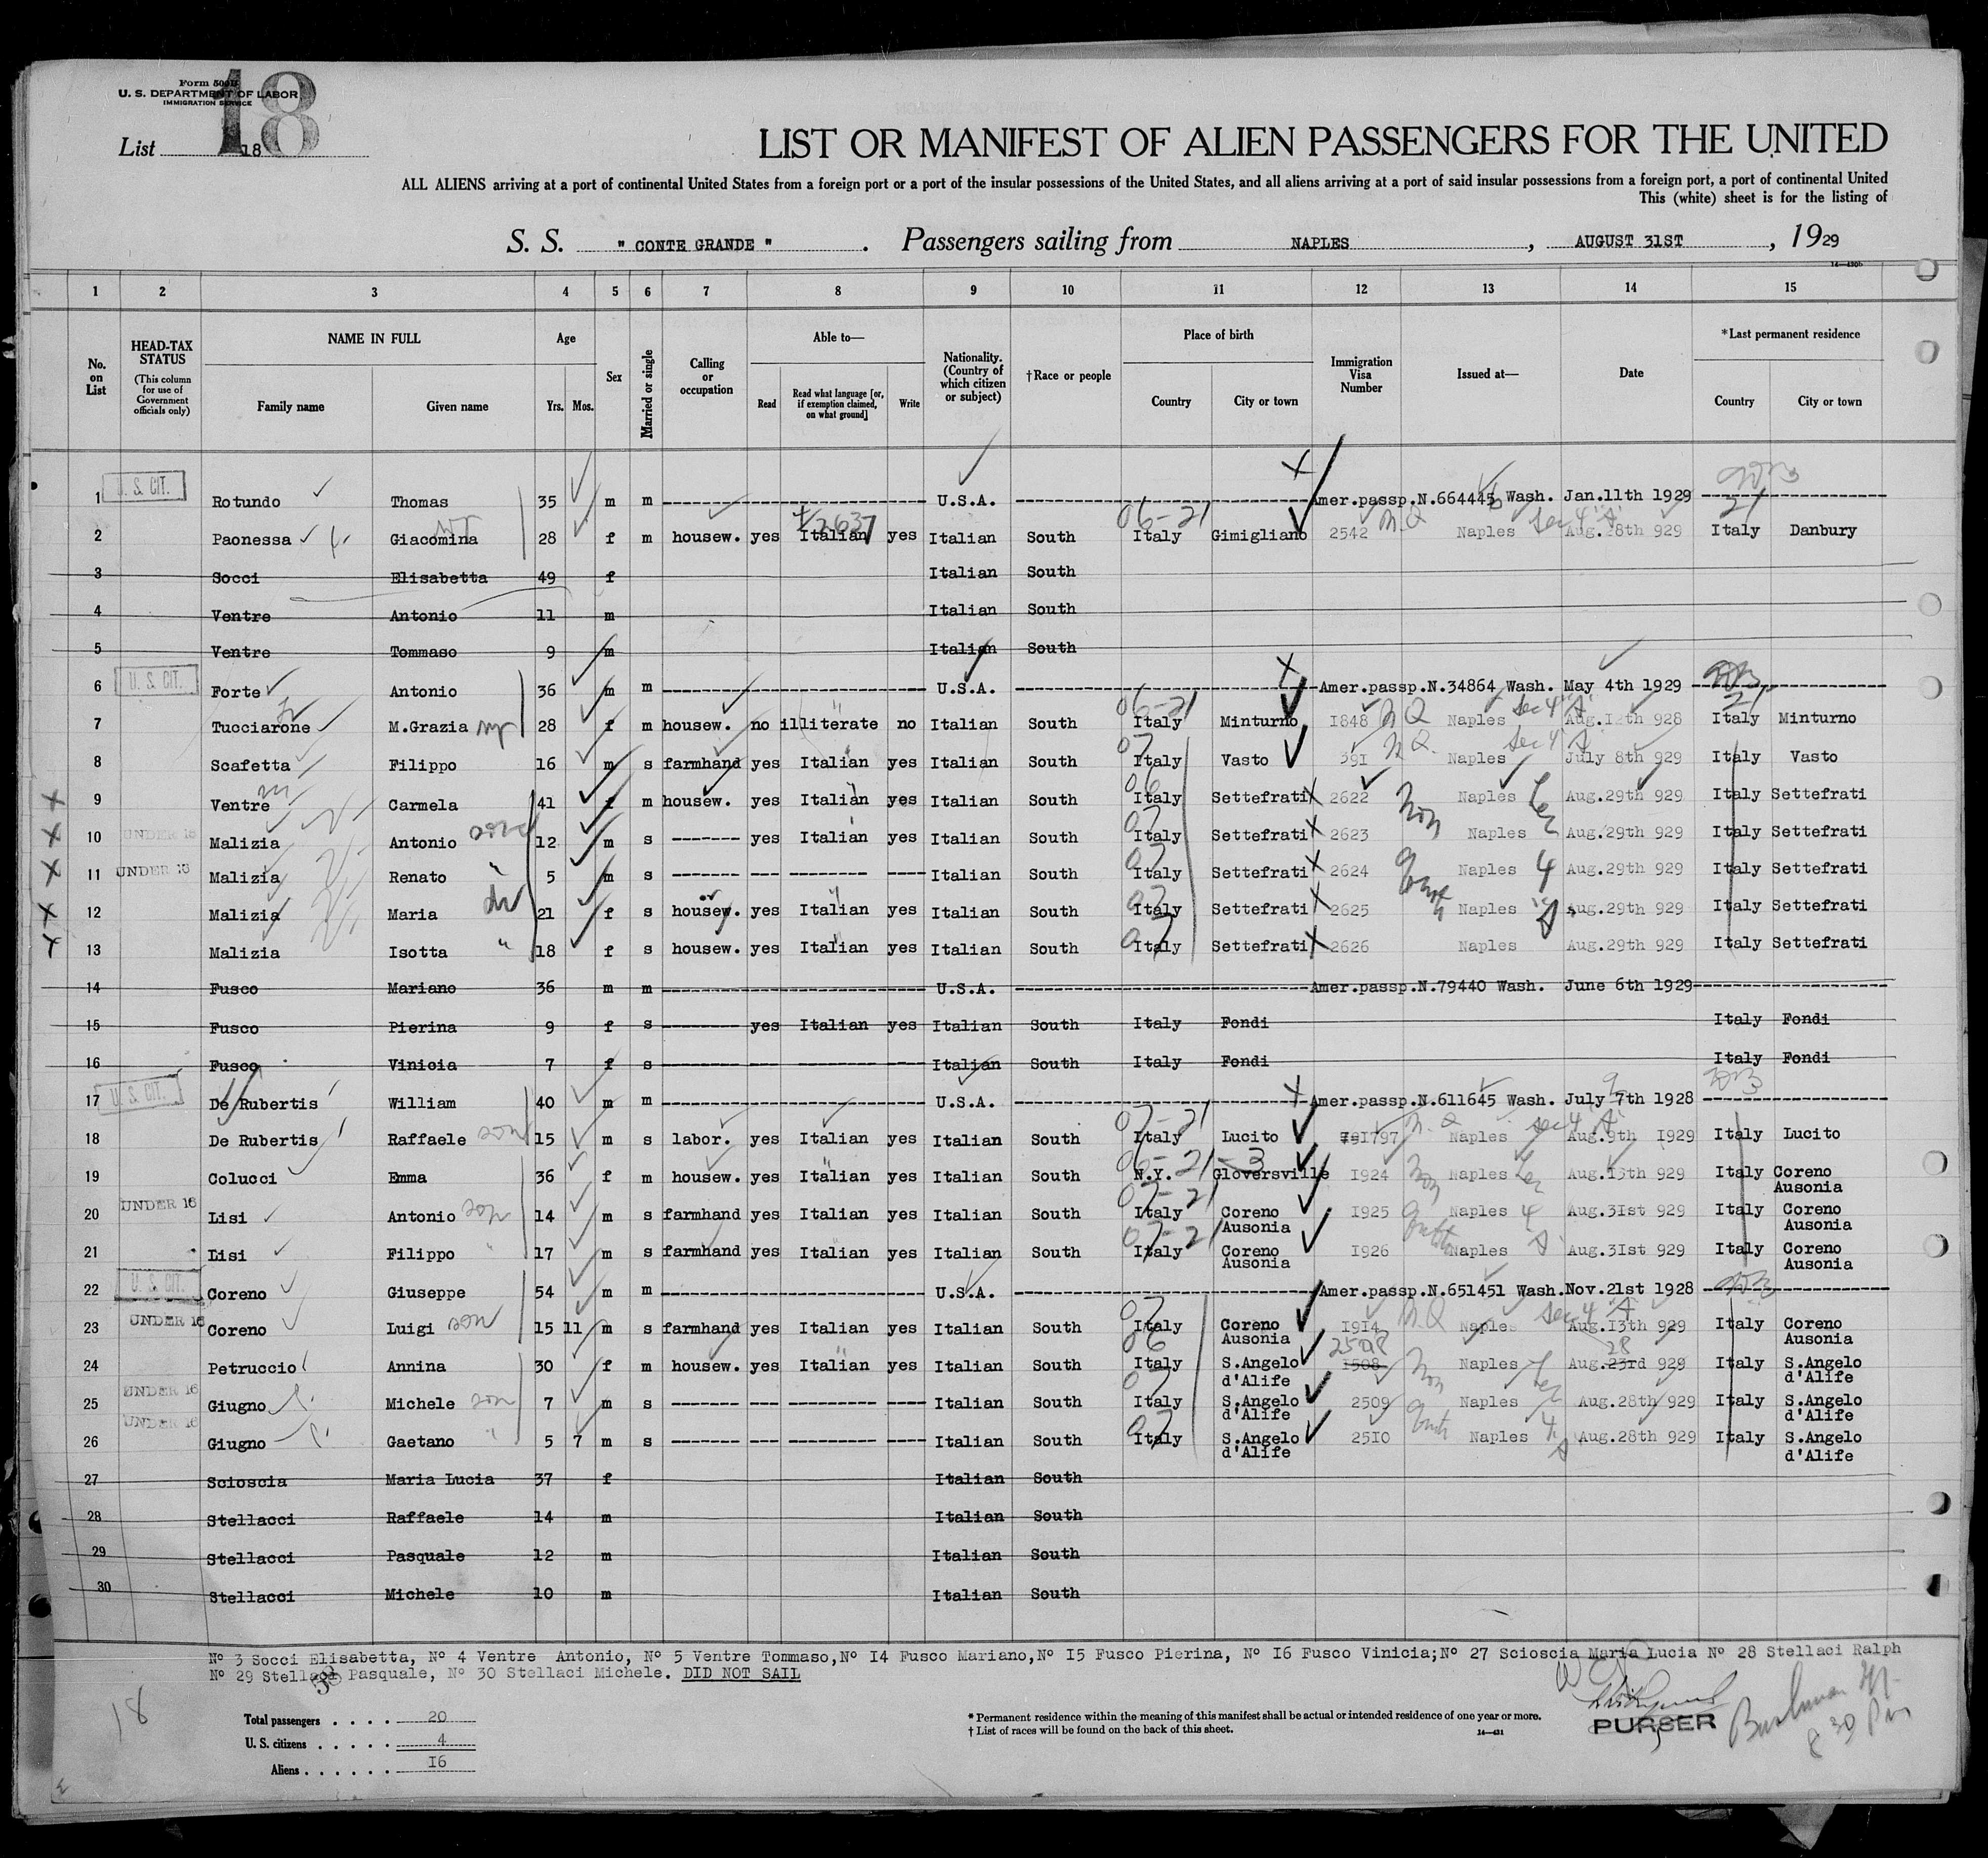 Form 500B
U. S. DEPARTMENT OF LABOR
IMMIGRATION SERVICE
18
List 18
LIST OR MANIFEST OF ALIEN PASSENGERS FOR THE UNITED
ALL ALIENS arriving at a port of continental United States from a foreign port or a port of the insular possessions of the United States, and all aliens arriving at a port of said insular possessions from a foreign port, a port of continental United
This (white) sheet is for the listing of
S. S. " CONTE GRANDE " . Passengers sailing from NAPLES , AUGUST 31ST , 1929
1 2 3 4 5 6 7 8 9 10 11 12 13 14 15
No. on List
HEAD-TAX STATUS (This column for use of Government officials only)
NAME IN FULL Family name Given name
Age Yrs. Mos.
Sex
Married or single
Calling or occupation
Able to— Read Read what language [or, if exemption claimed, on what ground] Write
Nationality. (Country of which citizen or subject)
†Race or people
Place of birth Country City or town
Immigration Visa Number
Issued at—
Date
*Last permanent residence Country City or town
1 U. S. CIT. Rotundo Thomas 35 m m U.S.A. Amer.passp.N.664445 Wash. Jan.11th 1929
2 Paonessa Giacomina 28 f m housew. yes Italian yes Italian South Italy Gimigliano 2542 Naples Aug.28th 929 Italy Danbury
3 Socci Elisabetta 49 f Italian South
4 Ventre Antonio 11 m Italian South
5 Ventre Tommaso 9 m Italian South
6 U. S. CIT. Forte Antonio 36 m m U.S.A. Amer.passp.N.34864 Wash. May 4th 1929
7 Tucciarone M.Grazia 28 f m housew. no illiterate no Italian South Italy Minturno 1848 Naples Aug.12th 928 Italy Minturno
8 Scafetta Filippo 16 m s farmhand yes Italian yes Italian South Italy Vasto 391 Naples July 8th 929 Italy Vasto
9 Ventre Carmela 41 f m housew. yes Italian yes Italian South Italy Settefrati 2622 Naples Aug.29th 929 Italy Settefrati
10 UNDER 16 Malizia Antonio 12 m s yes Italian yes Italian South Italy Settefrati 2623 Naples Aug.29th 929 Italy Settefrati
11 UNDER 16 Malizia Renato 5 m s Italian South Italy Settefrati 2624 Naples Aug.29th 929 Italy Settefrati
12 Malizia Maria 21 f s housew. yes Italian yes Italian South Italy Settefrati 2625 Naples Aug.29th 929 Italy Settefrati
13 Malizia Isotta 18 f s housew. yes Italian yes Italian South Italy Settefrati 2626 Naples Aug.29th 929 Italy Settefrati
14 Fusco Mariano 36 m m U.S.A. Amer.passp.N.79440 Wash. June 6th 1929
15 Fusco Pierina 9 f s yes Italian yes Italian South Italy Fondi Italy Fondi
16 Fusco Vinicia 7 f s Italian South Italy Fondi Italy Fondi
17 U. S. CIT. De Rubertis William 40 m m U.S.A. Amer.passp.N.611645 Wash. July 7th 1928
18 De Rubertis Raffaele son 15 m s labor. yes Italian yes Italian South Italy Lucito 1797 Naples Aug.9th 1929 Italy Lucito
19 Colucci Emma 36 f m housew. yes Italian yes Italian South N.Y. Gloversville 1924 Naples Aug.13th 929 Italy Coreno Ausonia
20 UNDER 16 Lisi Antonio son 14 m s farmhand yes Italian yes Italian South Italy Coreno Ausonia 1925 Naples Aug.31st 929 Italy Coreno Ausonia
21 Lisi Filippo " 17 m s farmhand yes Italian yes Italian South Italy Coreno Ausonia 1926 Naples Aug.31st 929 Italy Coreno Ausonia
22 U. S. CIT. Coreno Giuseppe 54 m m U.S.A. Amer.passp.N.651451 Wash.Nov.21st 1928
23 UNDER 16 Coreno Luigi son 15 11 m s farmhand yes Italian yes Italian South Italy Coreno Ausonia 1914 Naples Aug.13th 929 Italy Coreno Ausonia
24 Petruccio Annina 30 f m housew. yes Italian yes Italian South Italy S.Angelo d'Alife 2508 1508 Naples Aug.23rd 28 929 Italy S.Angelo d'Alife
25 UNDER 16 Giugno Michele son 7 m s Italian South Italy S.Angelo d'Alife 2509 Naples Aug.28th 929 Italy S.Angelo d'Alife
26 UNDER 16 Giugno Gaetano " 5 7 m s Italian South Italy S.Angelo d'Alife 2510 Naples Aug.28th 929 Italy S.Angelo d'Alife
27 Scioscia Maria Lucia 37 f Italian South
28 Stellacci Raffaele 14 m Italian South
29 Stellacci Pasquale 12 m Italian South
30 Stellacci Michele 10 m Italian South
Nº 3 Socci Elisabetta, Nº 4 Ventre Antonio, Nº 5 Ventre Tommaso,Nº 14 Fusco Mariano,Nº 15 Fusco Pierina, Nº 16 Fusco Vinicia;Nº 27 Scioscia Maria Lucia Nº 28 Stellaci Ralph
Nº 29 Stellaci Pasquale, Nº 30 Stellaci Michele. DID NOT SAIL
18
Total passengers . . . . 20
U. S. citizens . . . . . 4
Aliens . . . . . . 16
* Permanent residence within the meaning of this manifest shall be actual or intended residence of one year or more.
† List of races will be found on the back of this sheet.
14—431
PURSER